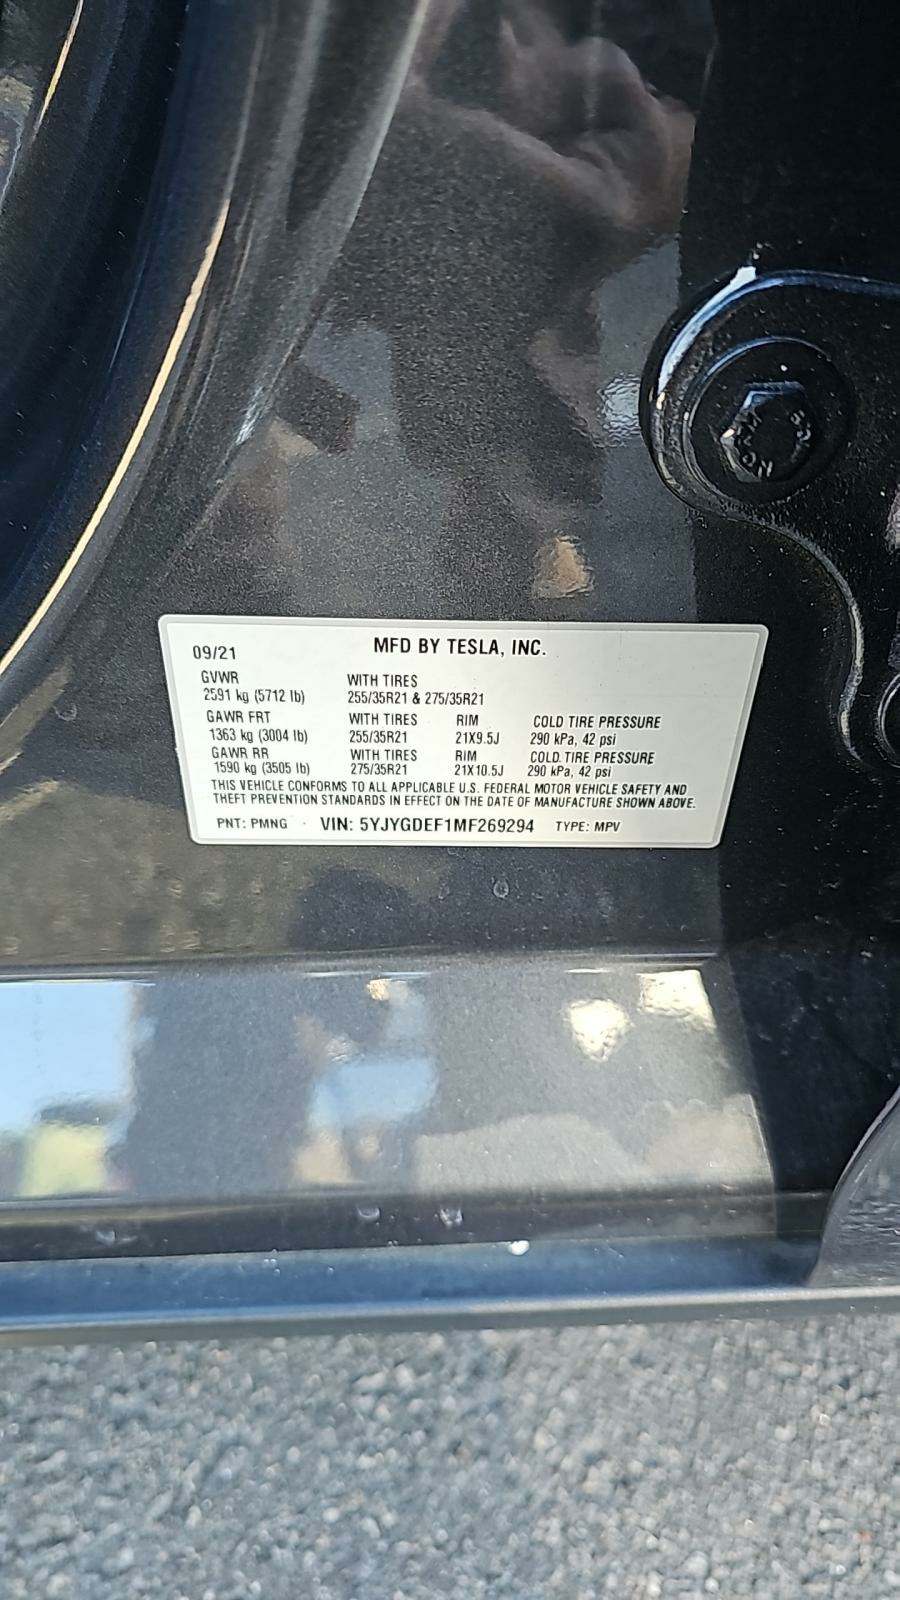 09/21 MFD BY TESLA, INC.
GVWR WITH TIRES
2591 kg (5712 lb) 255/35R21 & 275/35R21
GAWR FRT WITH TIRES RIM COLD TIRE PRESSURE
1363 kg (3004 lb) 255/35R21 21X9.5J 290 kPa, 42 psi
GAWR RR WITH TIRES RIM COLD TIRE PRESSURE
1590 kg (3505 lb) 275/35R21 21X10.5J 290 kPa, 42 psi
THIS VEHICLE CONFORMS TO ALL APPLICABLE U.S. FEDERAL MOTOR VEHICLE SAFETY AND
THEFT PREVENTION STANDARDS IN EFFECT ON THE DATE OF MANUFACTURE SHOWN ABOVE.
PNT: PMNG VIN: 5YJYGDEF1MF269294 TYPE: MPV